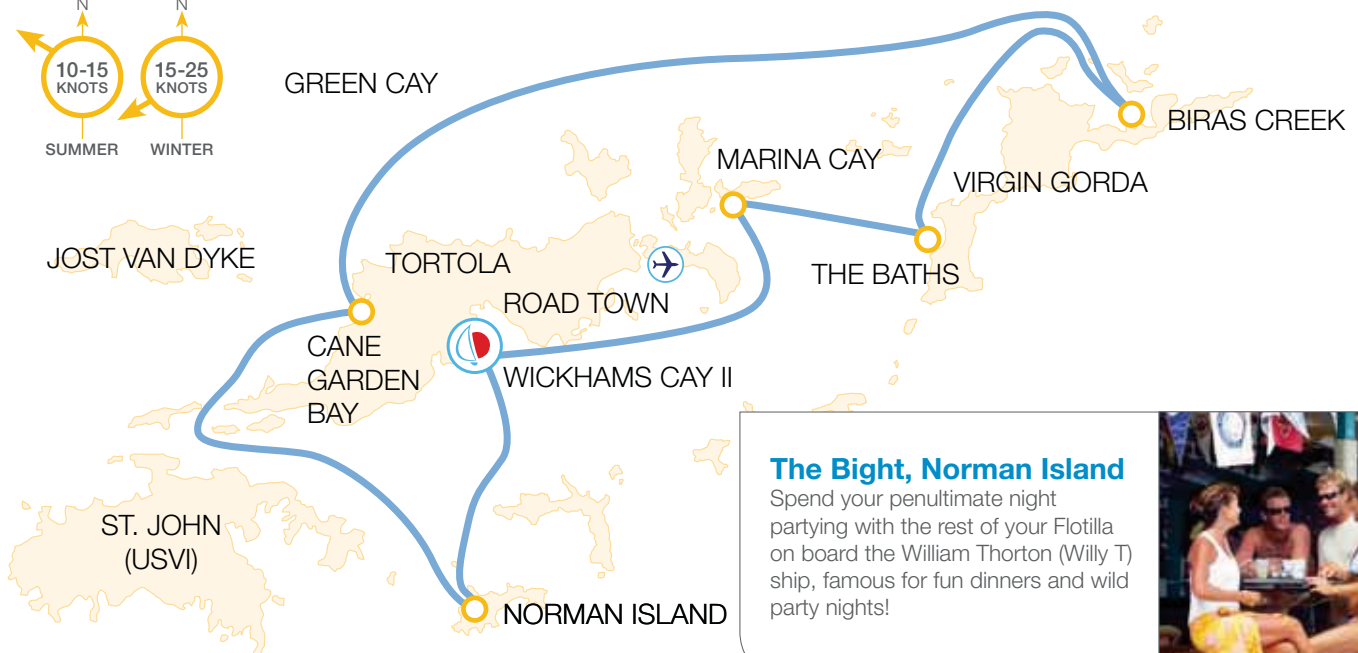 N
N
10-15
KNOTS
15-25
KNOTS
SUMMER
WINTER
GREEN CAY
BIRAS CREEK
MARINA CAY
VIRGIN GORDA
JOST VAN DYKE
TORTOLA
THE BATHS
ROAD TOWN
CANE
GARDEN
BAY
WICKHAMS CAY II
ST. JOHN
(USVI)
NORMAN ISLAND
The Bight, Norman Island
Spend your penultimate night
partying with the rest of your Flotilla
on board the William Thorton (Willy T)
ship, famous for fun dinners and wild
party nights!